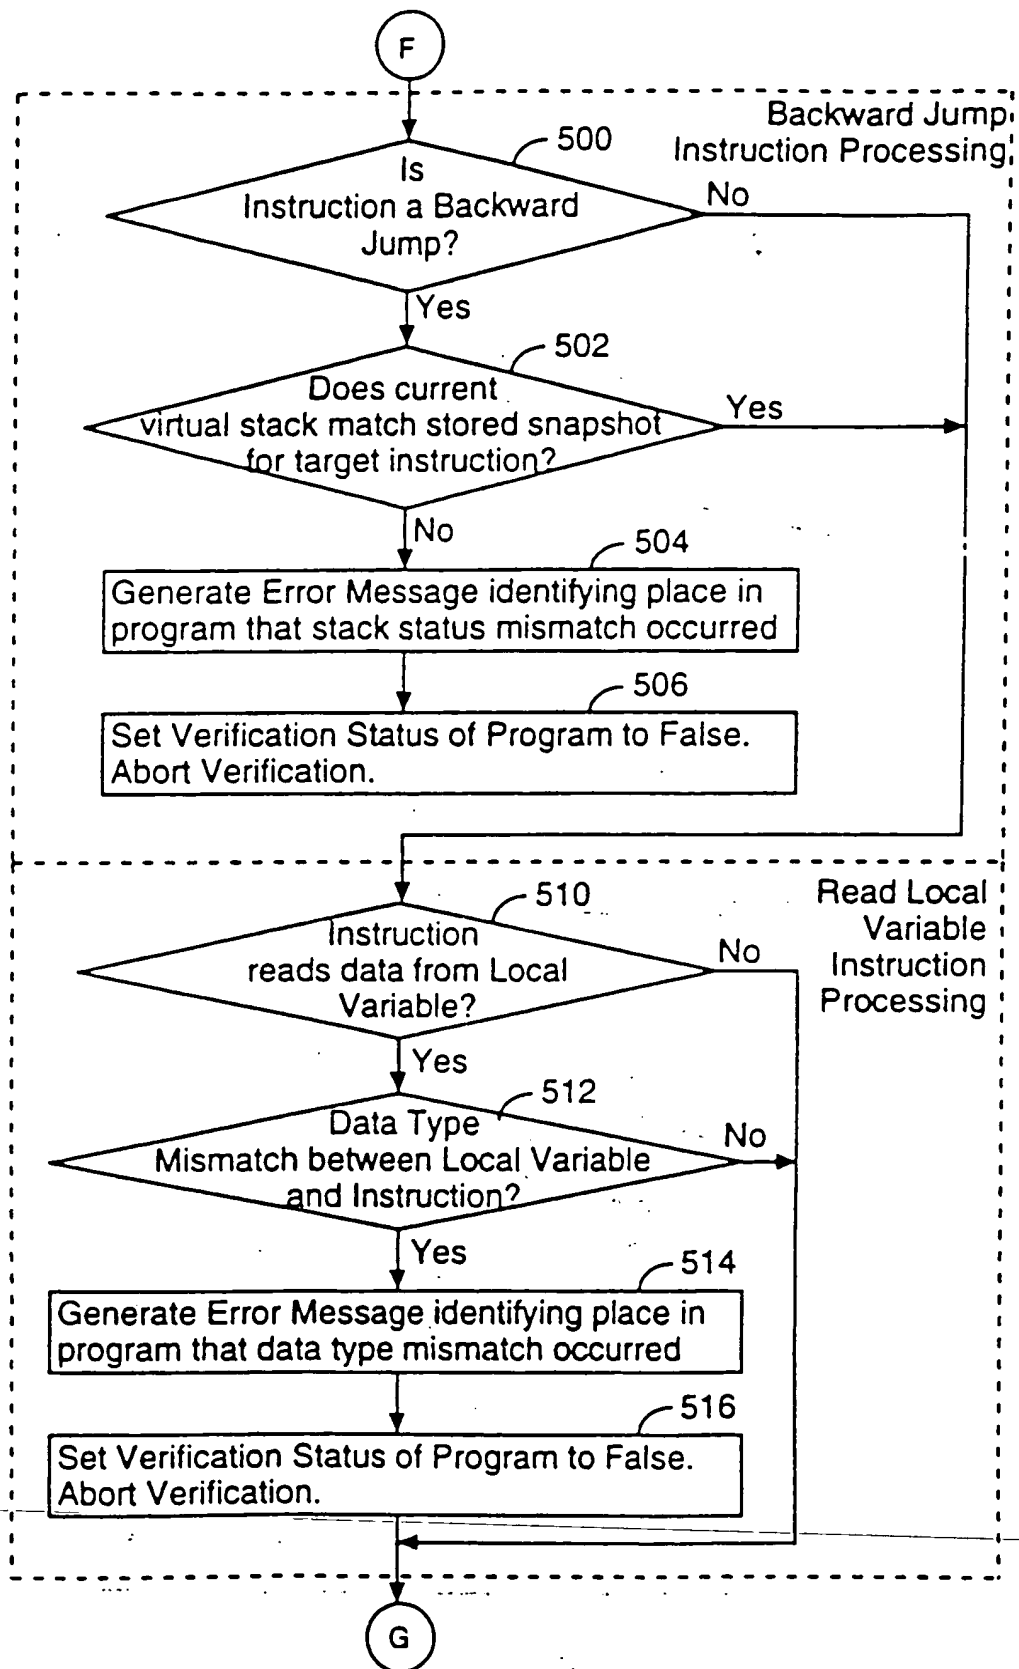 F
Backward Jump
Instruction Processing
500
Is
Instruction a Backward
Jump?
No
Yes
502
Does current
virtual stack match stored snapshot
for target instruction?
Yes
No
504
Generate Error Message identifying place in
program that stack status mismatch occurred
506
Set Verification Status of Program to False.
Abort Verification.
Read Local
Variable
Instruction
Processing
510
Instruction
reads data from Local
Variable?
No
Yes
512
Data Type
Mismatch between Local Variable
and Instruction?
No
Yes
514
Generate Error Message identifying place in
program that data type mismatch occurred
516
Set Verification Status of Program to False.
Abort Verification.
G